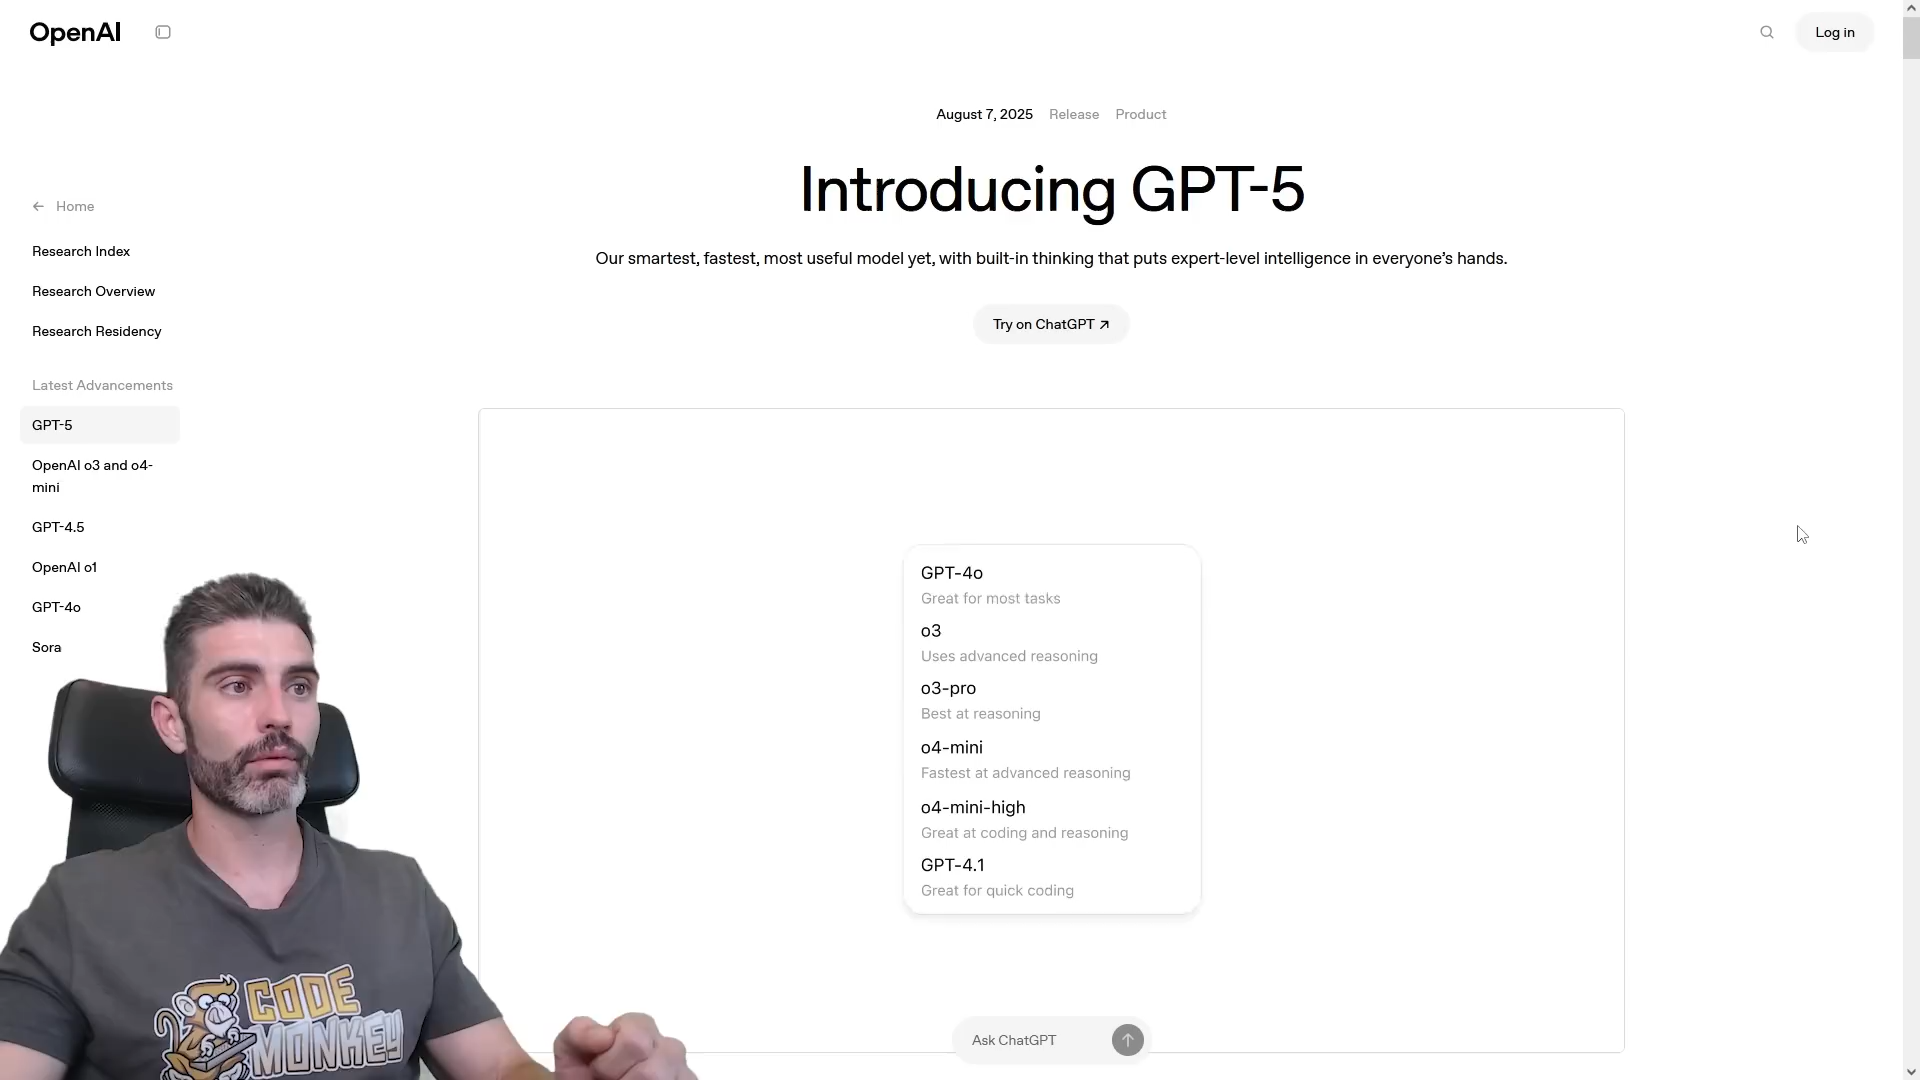 OpenAI
Log in
August 7, 2025 Release Product
Introducing GPT-5
Our smartest, fastest, most useful model yet, with built-in thinking that puts expert-level intelligence in everyone’s hands.
Try on ChatGPT ↗
← Home
Research Index
Research Overview
Research Residency
Latest Advancements
GPT-5
OpenAI o3 and o4-
mini
GPT-4.5
OpenAI o1
GPT-4o
Sora
GPT-4o
Great for most tasks
o3
Uses advanced reasoning
o3-pro
Best at reasoning
o4-mini
Fastest at advanced reasoning
o4-mini-high
Great at coding and reasoning
GPT-4.1
Great for quick coding
Ask ChatGPT
CODE
MONKEY